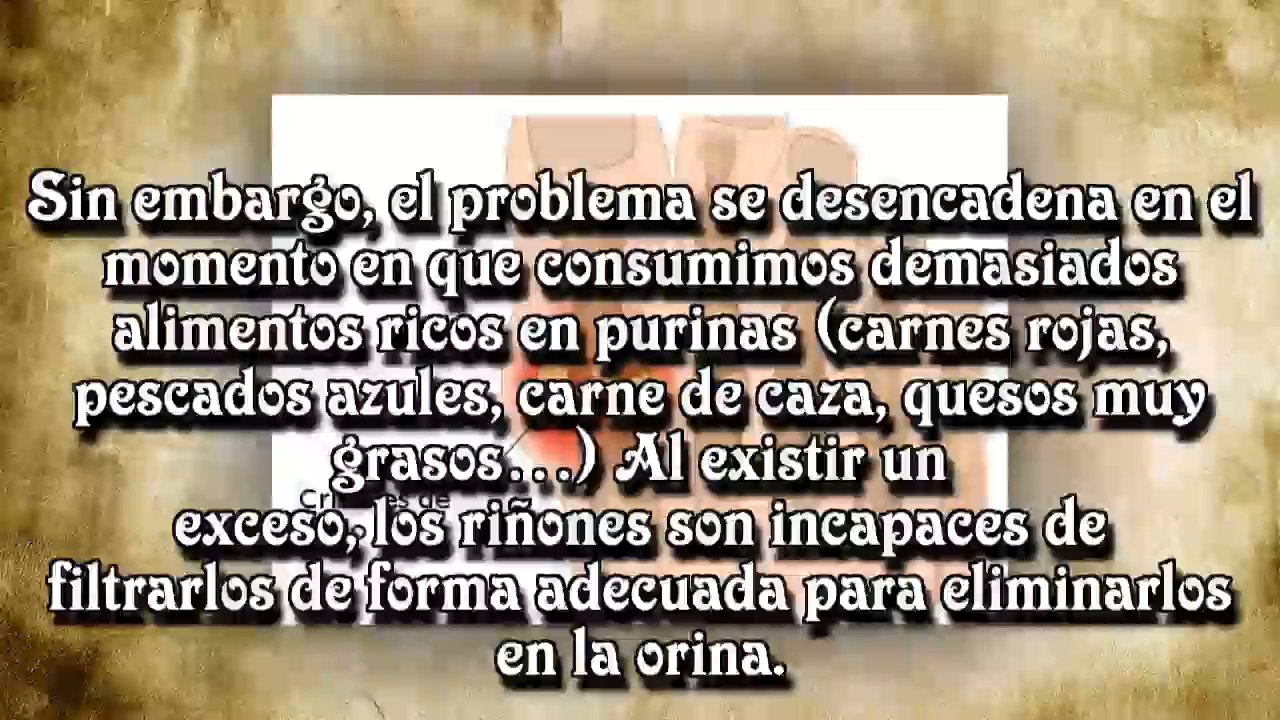 Sin embargo, el problema se desencadena en el
momento en que consumimos demasiados
alimentos ricos en purinas (carnes rojas,
pescados azules, carne de caza, quesos muy
grasos...) Al existir un
exceso, los riñones son incapaces de
filtrarlos de forma adecuada para eliminarlos
en la orina.
de